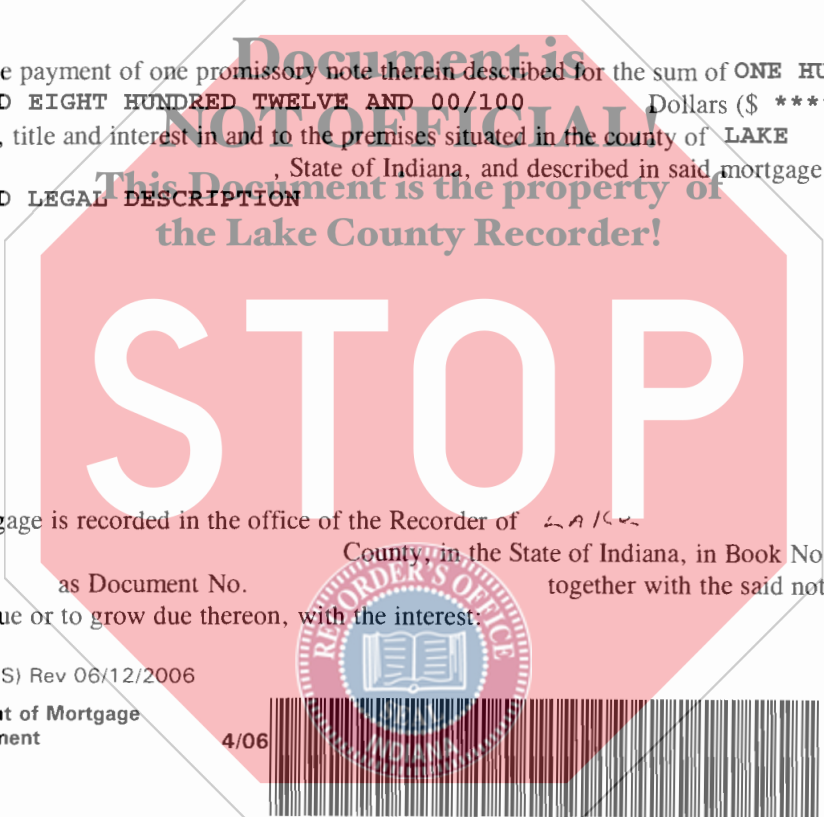 Document is
e payment of one promissory note therein described for the sum of ONE HU
D EIGHT HUNDRED TWELVE AND 00/100 Dollars ($ ****
NOT OFFICIAL!
, title and interest in and to the premises situated in the county of LAKE
, State of Indiana, and described in said mortgage
This Document is the property of
D LEGAL DESCRIPTION
the Lake County Recorder!
STOP
gage is recorded in the office of the Recorder of LAKE
County, in the State of Indiana, in Book No
as Document No. together with the said not
ue or to grow due thereon, with the interest:
RECORDER'S OFFICE
SEAL
INDIANA
S) Rev 06/12/2006
nt of Mortgage
ment 4/06